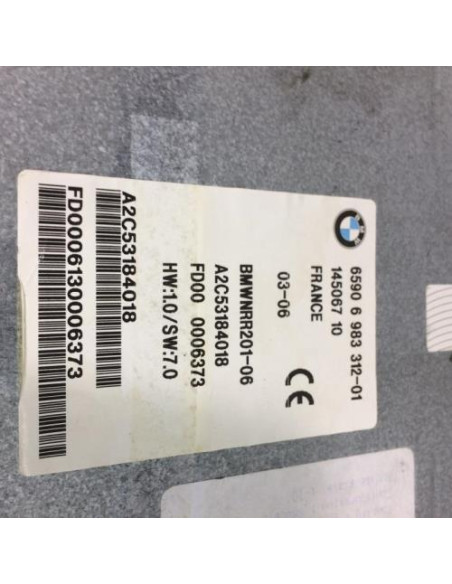 6590 6 983 312-01
145067 10
FRANCE
03-06
BMWNRR201-06
A2C53184018
FD00 0006373
HW:1.0/SW:7.0
A2C53184018
FD0006130006373